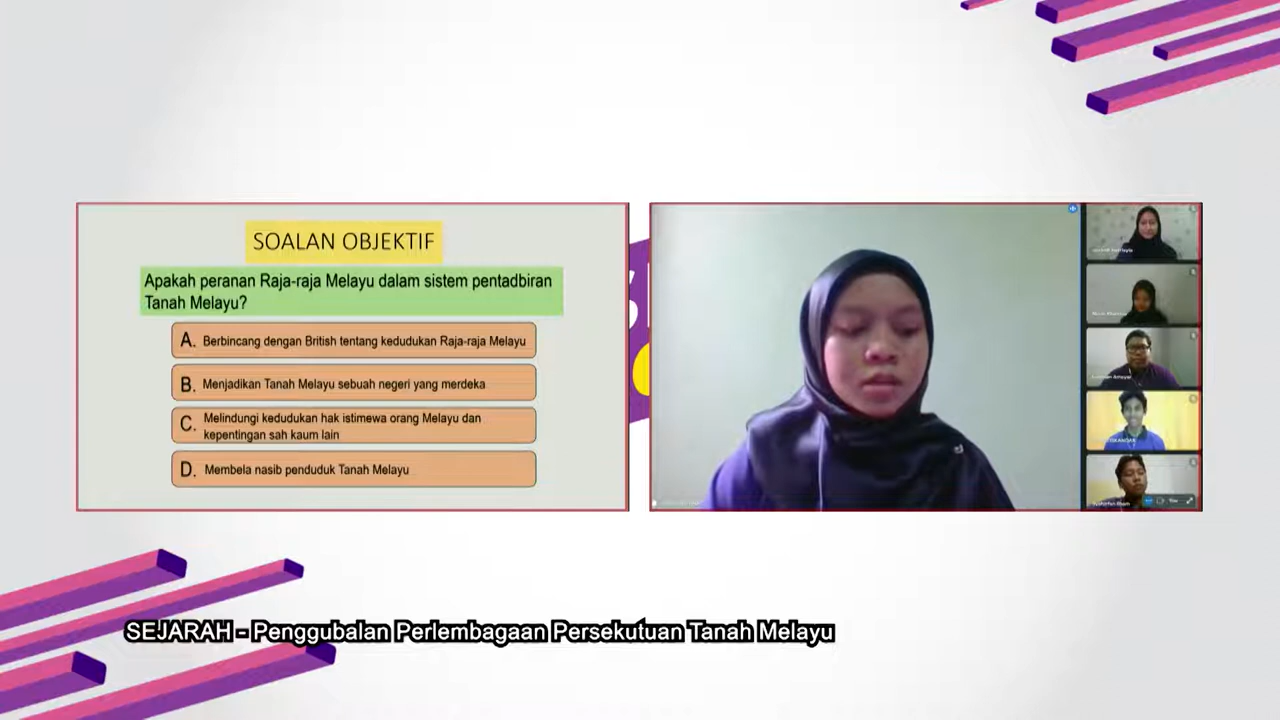 SOALAN OBJEKTIF
Apakah peranan Raja-raja Melayu dalam sistem pentadbiran
Tanah Melayu?
A. Berbincang dengan British tentang kedudukan Raja-raja Melayu
B. Menjadikan Tanah Melayu sebuah negeri yang merdeka
C. Melindungi kedudukan hak istimewa orang Melayu dan
kepentingan sah kaum lain
D. Membela nasib penduduk Tanah Melayu
SEJARAH - Penggubalan Perlembagaan Persekutuan Tanah Melayu